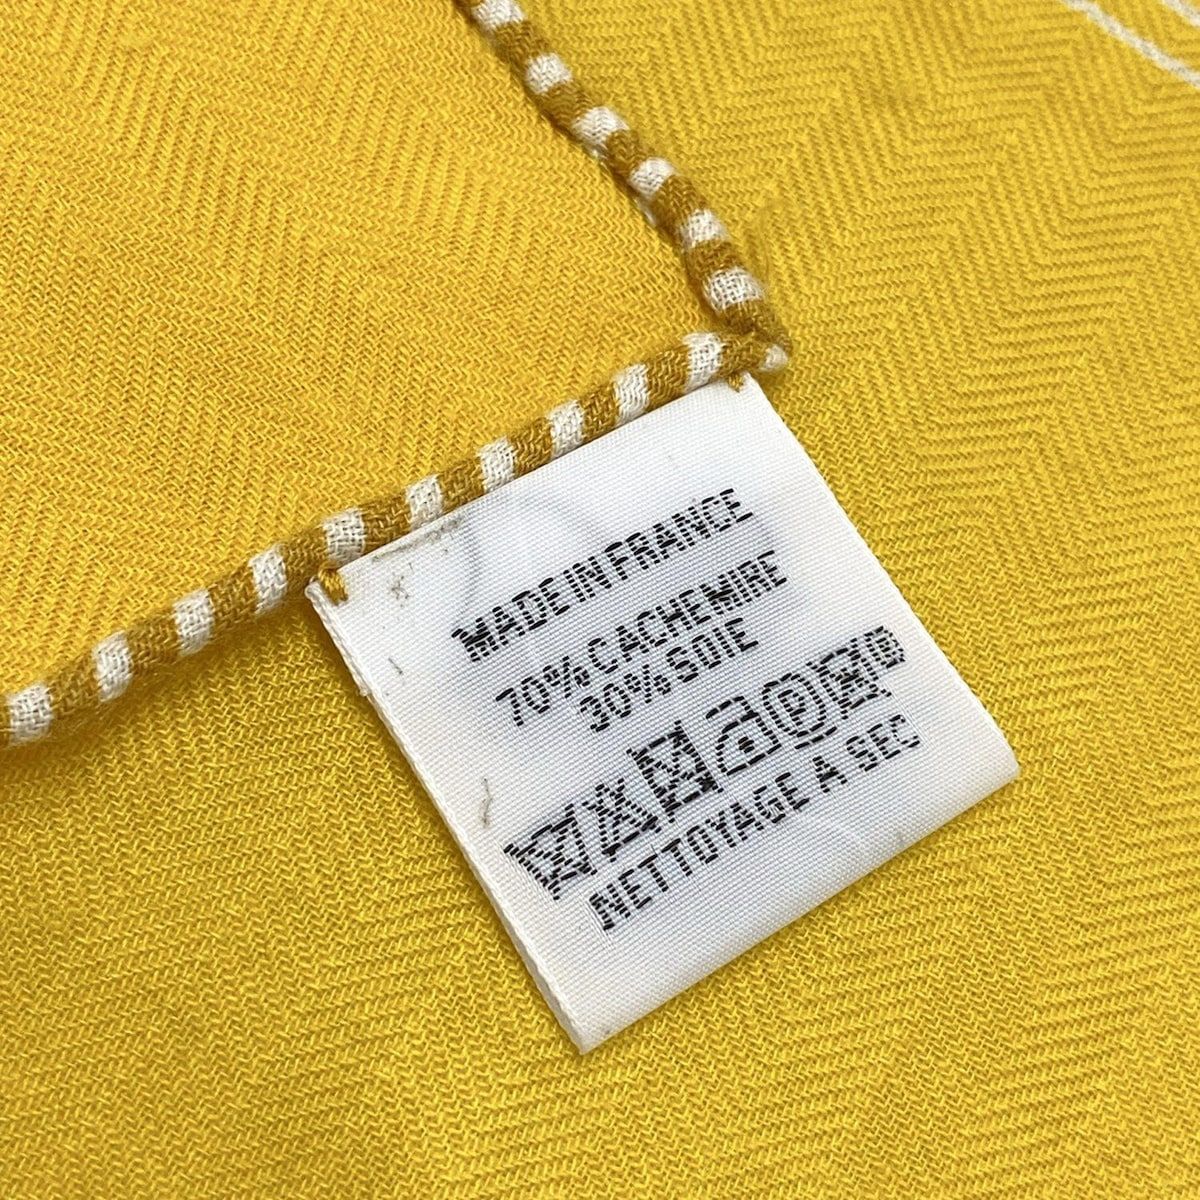 MADE IN FRANCE
70% CACHEMIRE
30% SOIE
NETTOYAGE A SEC